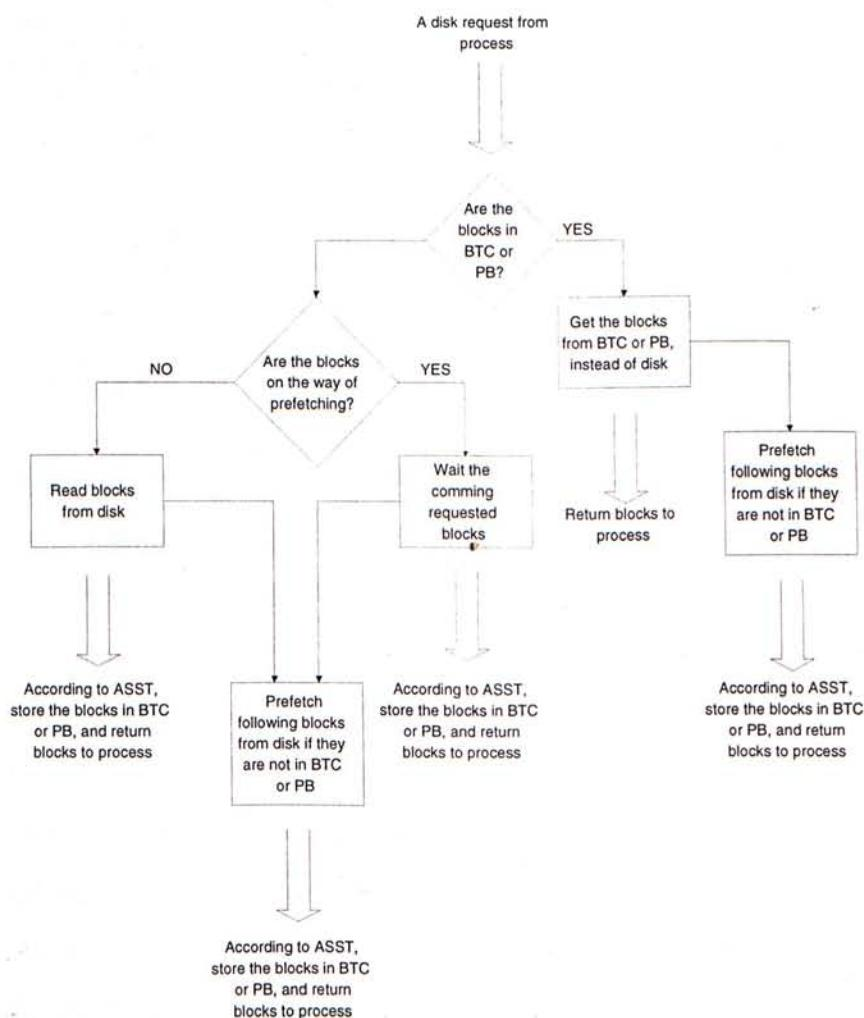 A disk request from
process
Are the
blocks in
BTC or
PB?
YES
Get the blocks
from BTC or PB,
instead of disk
Are the blocks
on the way of
prefetching?
NO
YES
Read blocks
from disk
Wait the
comming
requested
blocks
Return blocks to
process
Prefetch
following blocks
from disk if they
are not in BTC
or PB
According to ASST,
store the blocks in BTC
or PB, and return
blocks to process
Prefetch
following blocks
from disk if they
are not in BTC
or PB
According to ASST,
store the blocks in BTC
or PB, and return
blocks to process
According to ASST,
store the blocks in BTC
or PB, and return
blocks to process
According to ASST,
store the blocks in BTC
or PB, and return
blocks to process